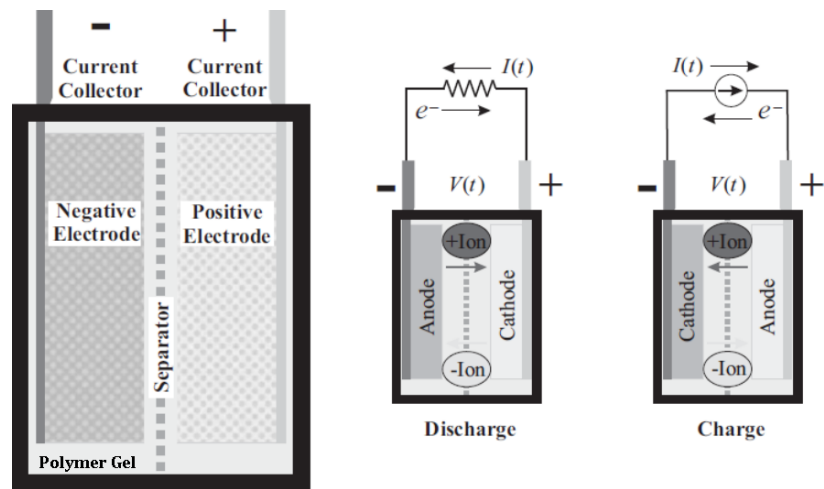 - +
Current Current
Collector Collector
Negative Positive
Electrode Electrode
Separator
Polymer Gel
I(t)
e−
- V(t) +
+Ion
Anode Cathode
-Ion
Discharge
I(t)
e−
- V(t) +
+Ion
Cathode Anode
-Ion
Charge